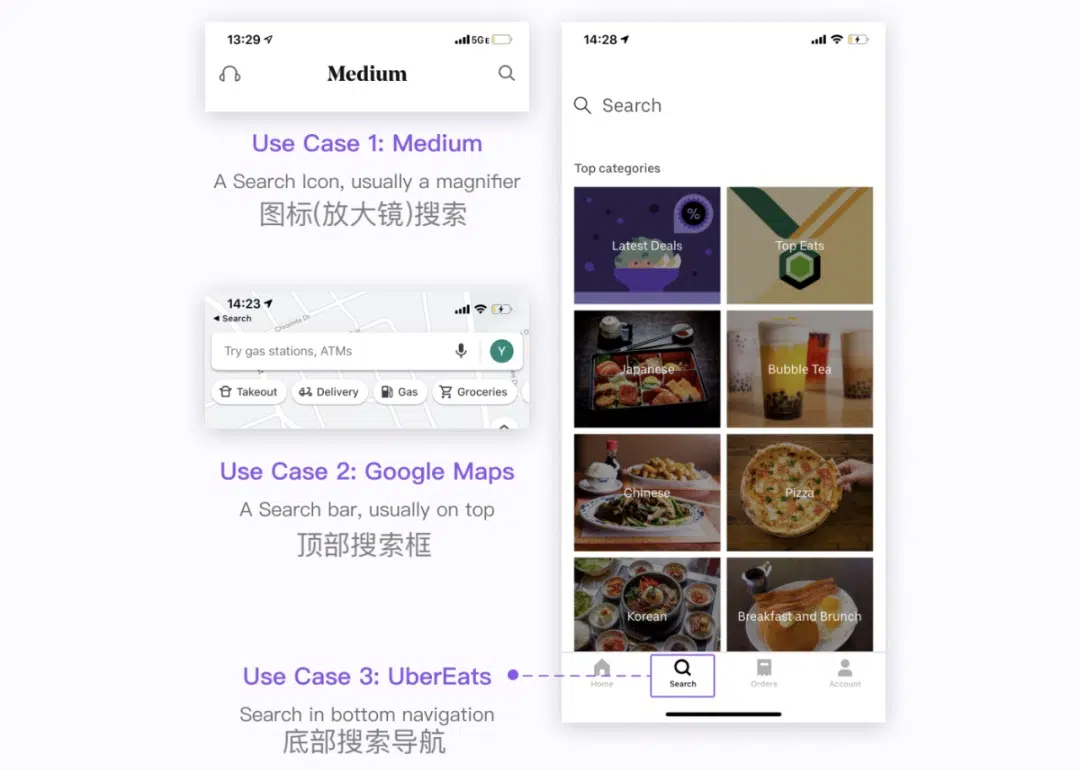 13:29
5GE
Medium
Use Case 1: Medium
A Search Icon, usually a magnifier
图标(放大镜)搜索
14:23
Search
Chismore Dr
Try gas stations, ATMs
Y
Takeout
Delivery
Gas
Groceries
Use Case 2: Google Maps
A Search bar, usually on top
顶部搜索框
Use Case 3: UberEats
Search in bottom navigation
底部搜索导航
14:28
Search
Top categories
%
Latest Deals
Top Eats
Japanese
Bubble Tea
Chinese
Pizza
Korean
Breakfast and Brunch
Home
Search
Orders
Account